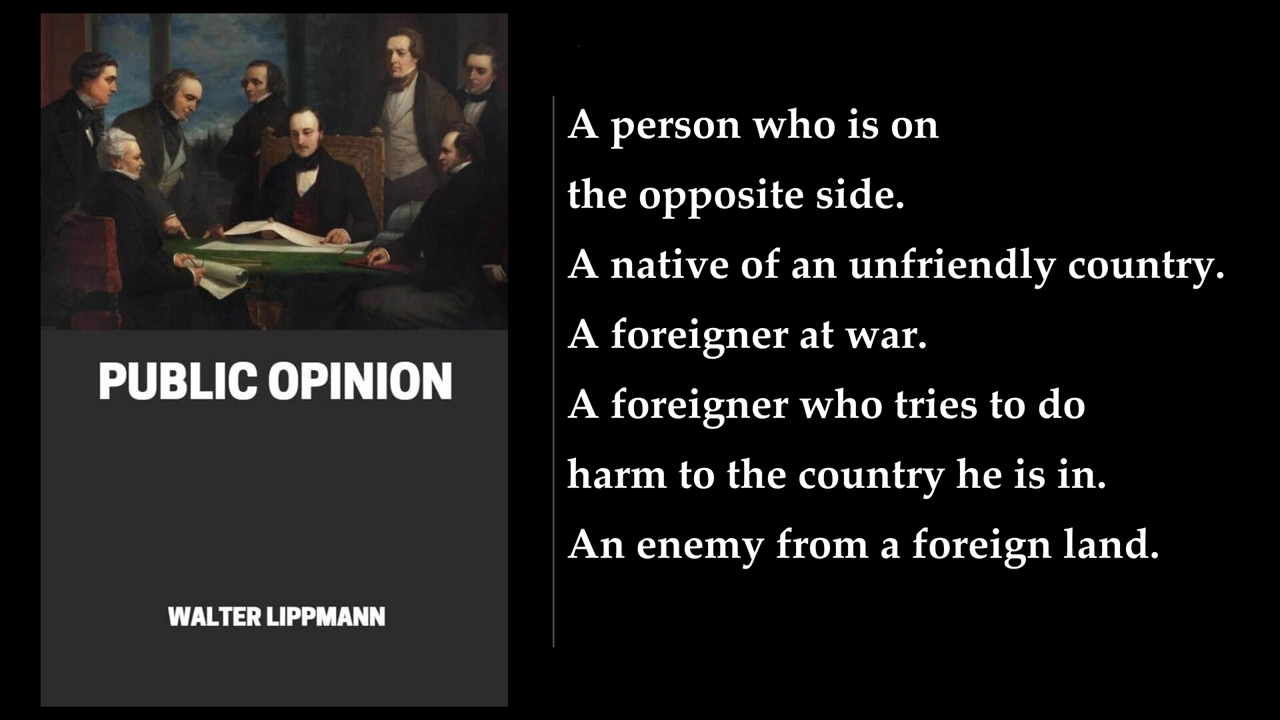 PUBLIC OPINION
WALTER LIPPMANN
A person who is on
the opposite side.
A native of an unfriendly country.
A foreigner at war.
A foreigner who tries to do
harm to the country he is in.
An enemy from a foreign land.